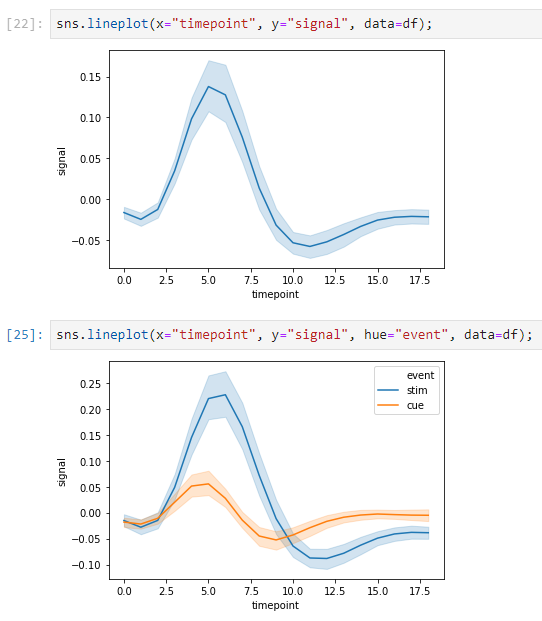 [22]: sns.lineplot(x="timepoint", y="signal", data=df);
0.15
0.10
0.05
0.00
−0.05
signal
0.0 2.5 5.0 7.5 10.0 12.5 15.0 17.5
timepoint
[25]: sns.lineplot(x="timepoint", y="signal", hue="event", data=df);
event
stim
cue
0.25
0.20
0.15
0.10
0.05
0.00
−0.05
−0.10
signal
0.0 2.5 5.0 7.5 10.0 12.5 15.0 17.5
timepoint